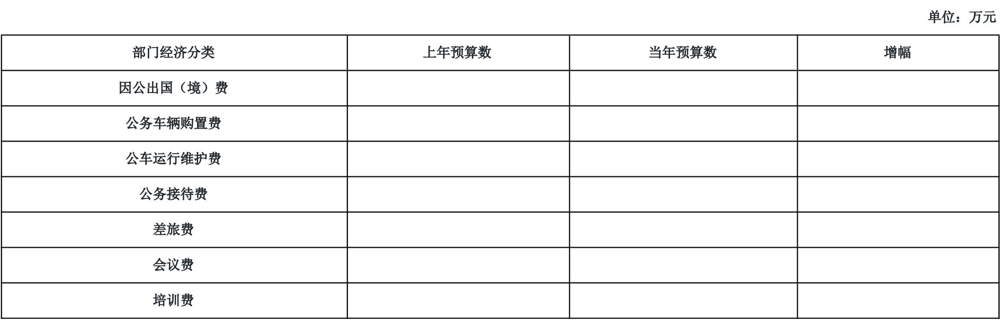 单位：万元
部门经济分类 上年预算数 当年预算数 增幅
因公出国（境）费
公务车辆购置费
公车运行维护费
公务接待费
差旅费
会议费
培训费